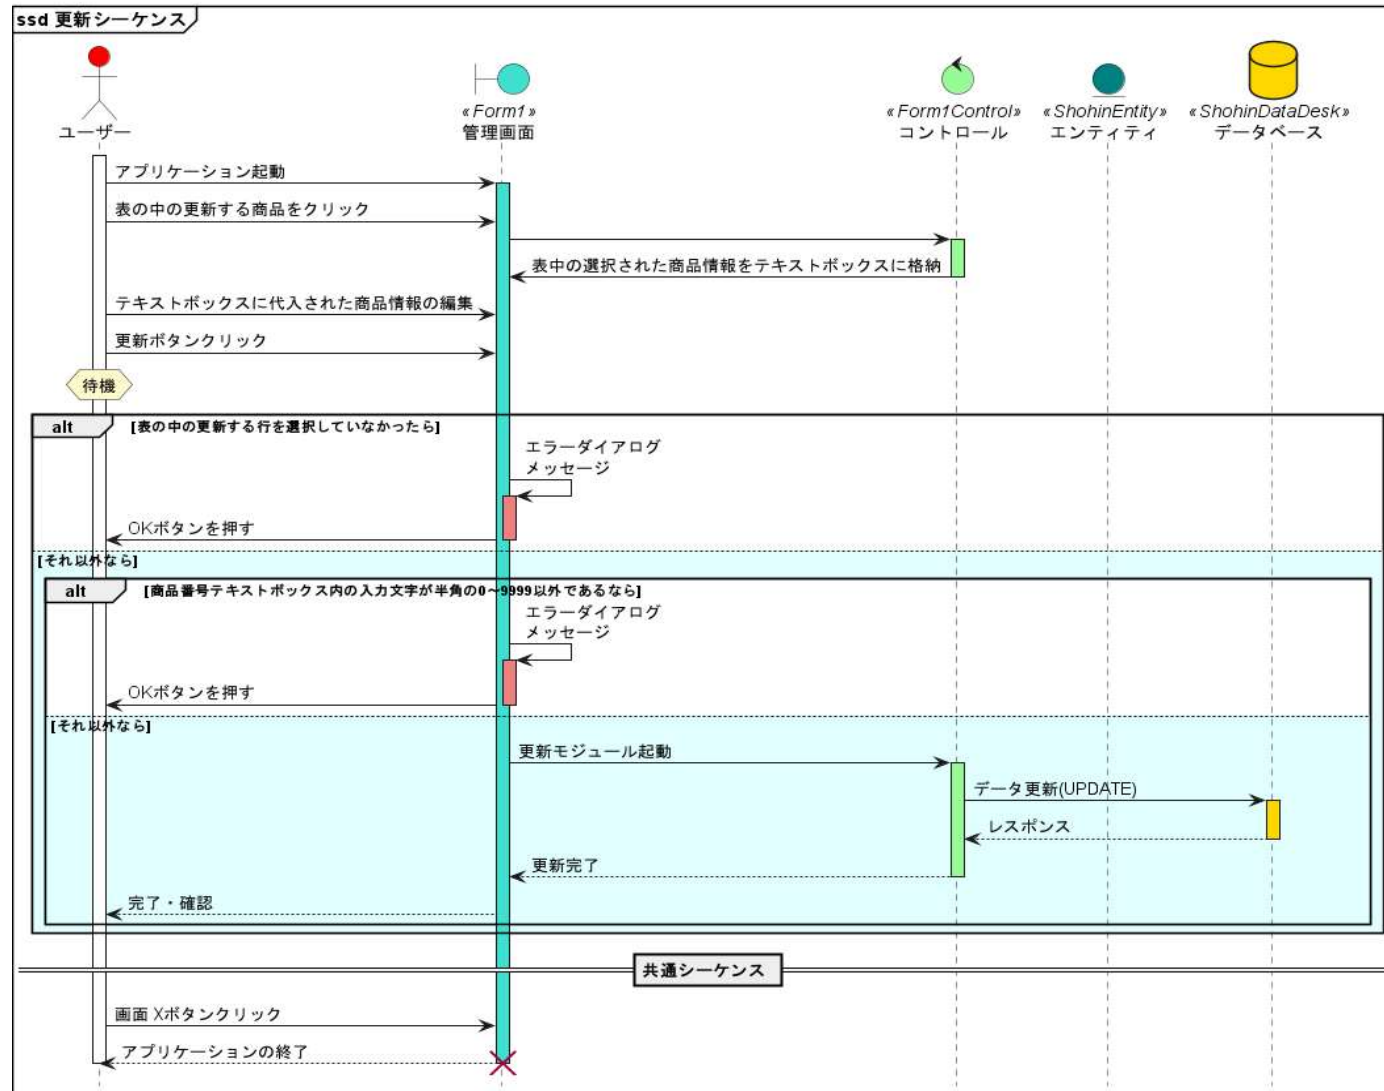 ssd 更新シーケンス
«Form1»
«Form1Control»
«ShohinEntity»
«ShohinDataDesk»
ユーザー
管理画面
コントロール
エンティティ
データベース
アプリケーション起動
表の中の更新する商品をクリック
表中の選択された商品情報をテキストボックスに格納
テキストボックスに代入された商品情報の編集
更新ボタンクリック
待機
alt
[表の中の更新する行を選択していなかったら]
エラーダイアログ
メッセージ
OKボタンを押す
[それ以外なら]
alt
[商品番号テキストボックス内の入力文字が半角の0～9999以外であるなら]
エラーダイアログ
メッセージ
OKボタンを押す
[それ以外なら]
更新モジュール起動
データ更新(UPDATE)
レスポンス
更新完了
完了・確認
共通シーケンス
画面 Xボタンクリック
アプリケーションの終了